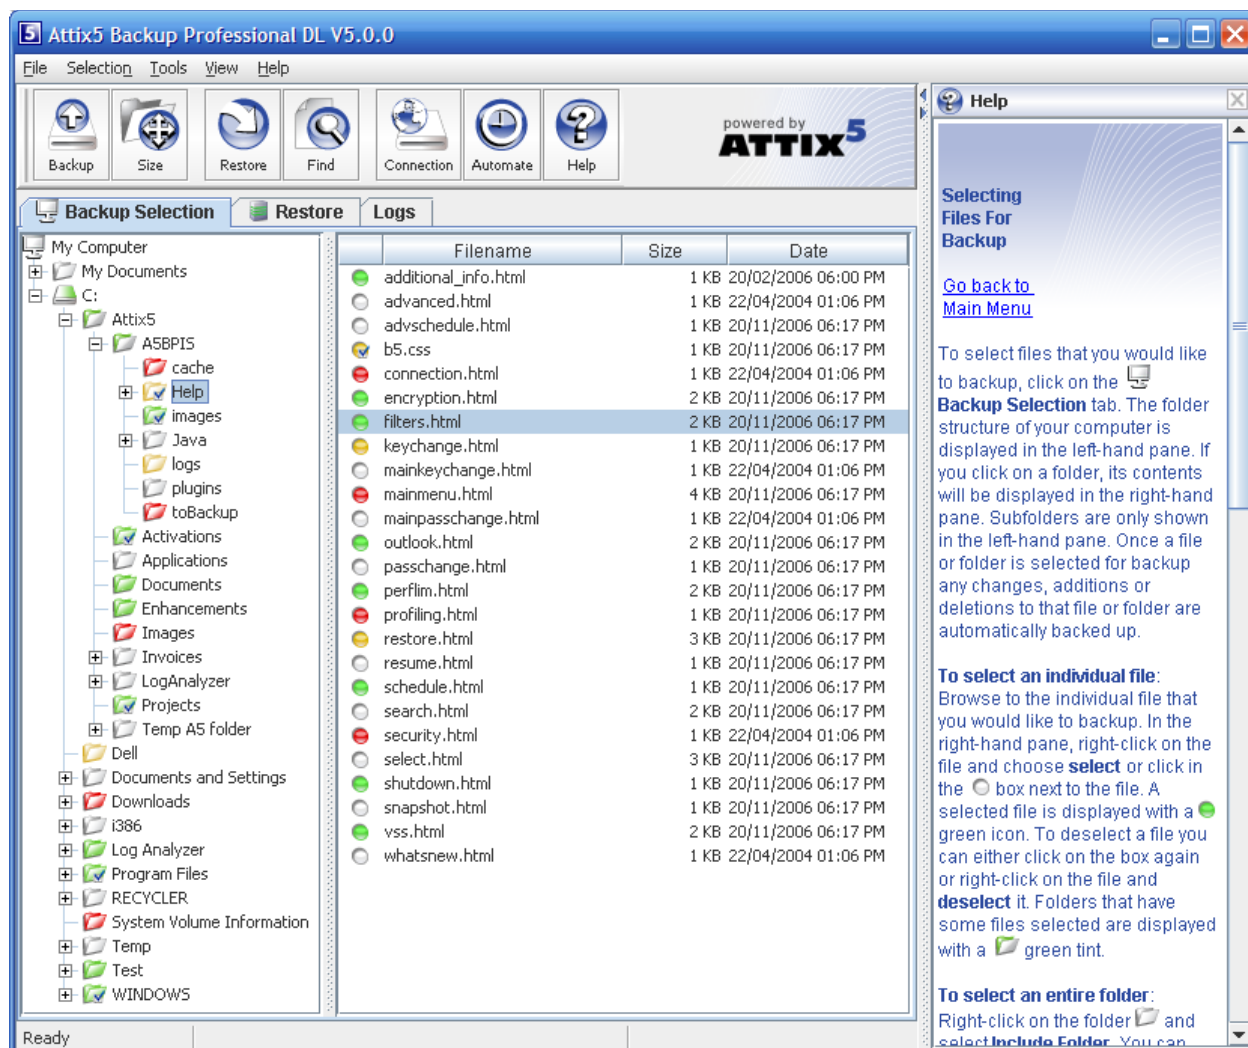 5 Attix5 Backup Professional DL V5.0.0
File Selection Tools View Help
Backup Size Restore Find Connection Automate Help
powered by
ATTIX5
Backup Selection Restore Logs
My Computer
My Documents
C:
Attix5
A5BPIS
cache
Help
images
Java
logs
plugins
toBackup
Activations
Applications
Documents
Enhancements
Images
Invoices
LogAnalyzer
Projects
Temp A5 folder
Dell
Documents and Settings
Downloads
i386
Log Analyzer
Program Files
RECYCLER
System Volume Information
Temp
Test
WINDOWS
Filename Size Date
additional_info.html 1 KB 20/02/2006 06:00 PM
advanced.html 1 KB 22/04/2004 01:06 PM
advschedule.html 1 KB 20/11/2006 06:17 PM
b5.css 1 KB 20/11/2006 06:17 PM
connection.html 1 KB 22/04/2004 01:06 PM
encryption.html 2 KB 20/11/2006 06:17 PM
filters.html 2 KB 20/11/2006 06:17 PM
keychange.html 1 KB 20/11/2006 06:17 PM
mainkeychange.html 1 KB 22/04/2004 01:06 PM
mainmenu.html 4 KB 20/11/2006 06:17 PM
mainpasschange.html 1 KB 22/04/2004 01:06 PM
outlook.html 2 KB 20/11/2006 06:17 PM
passchange.html 1 KB 20/11/2006 06:17 PM
perflim.html 2 KB 20/11/2006 06:17 PM
profiling.html 1 KB 20/11/2006 06:17 PM
restore.html 3 KB 20/11/2006 06:17 PM
resume.html 1 KB 20/11/2006 06:17 PM
schedule.html 1 KB 20/11/2006 06:17 PM
search.html 2 KB 20/11/2006 06:17 PM
security.html 1 KB 22/04/2004 01:06 PM
select.html 3 KB 20/11/2006 06:17 PM
shutdown.html 2 KB 20/11/2006 06:17 PM
snapshot.html 1 KB 20/11/2006 06:17 PM
vss.html 2 KB 20/11/2006 06:17 PM
whatsnew.html 1 KB 22/04/2004 01:06 PM
Help
Selecting
Files For
Backup
Go back to
Main Menu
To select files that you would like
to backup, click on the
Backup Selection tab. The folder
structure of your computer is
displayed in the left-hand pane. If
you click on a folder, its contents
will be displayed in the right-hand
pane. Subfolders are only shown
in the left-hand pane. Once a file
or folder is selected for backup
any changes, additions or
deletions to that file or folder are
automatically backed up.
To select an individual file:
Browse to the individual file that
you would like to backup. In the
right-hand pane, right-click on the
file and choose select or click in
the box next to the file. A
selected file is displayed with a
green icon. To deselect a file you
can either click on the box again
or right-click on the file and
deselect it. Folders that have
some files selected are displayed
with a green tint.
To select an entire folder:
Right-click on the folder and
select Include Folder. You can
Ready